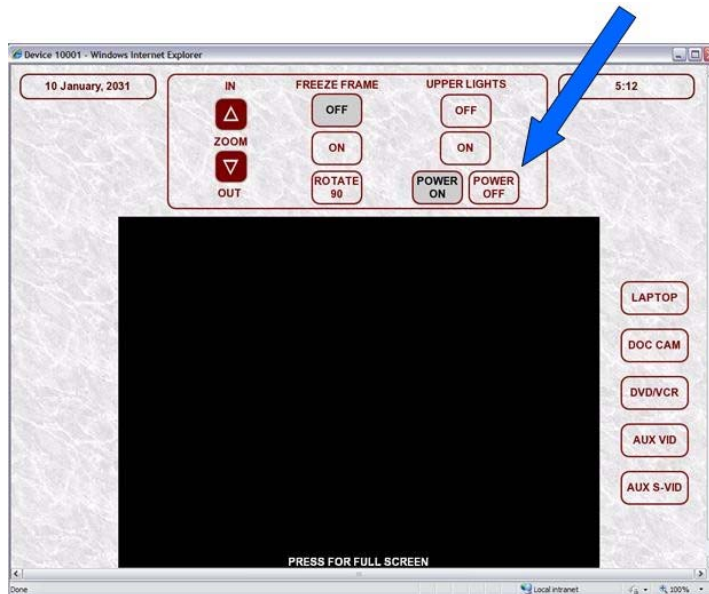 Device 10001 - Windows Internet Explorer
10 January, 2031
IN
FREEZE FRAME
UPPER LIGHTS
5:12
OFF
OFF
ZOOM
ON
ON
OUT
ROTATE
90
POWER
ON
POWER
OFF
LAPTOP
DOC CAM
DVD/VCR
AUX VID
AUX S-VID
PRESS FOR FULL SCREEN
Done
Local intranet
100%